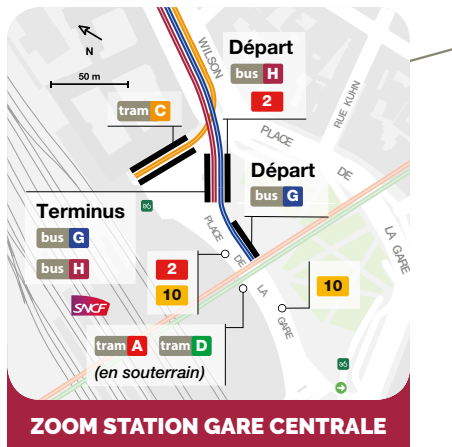 N
50 m
WILSON
Départ
bus H
2
tram C
RUE KUHN
PLACE
DE
LA GARE
Départ
bus G
Terminus
bus G
bus H
PLACE
DE
LA
GARE
2
10
10
SNCF
tram A tram D
(en souterrain)
ZOOM STATION GARE CENTRALE